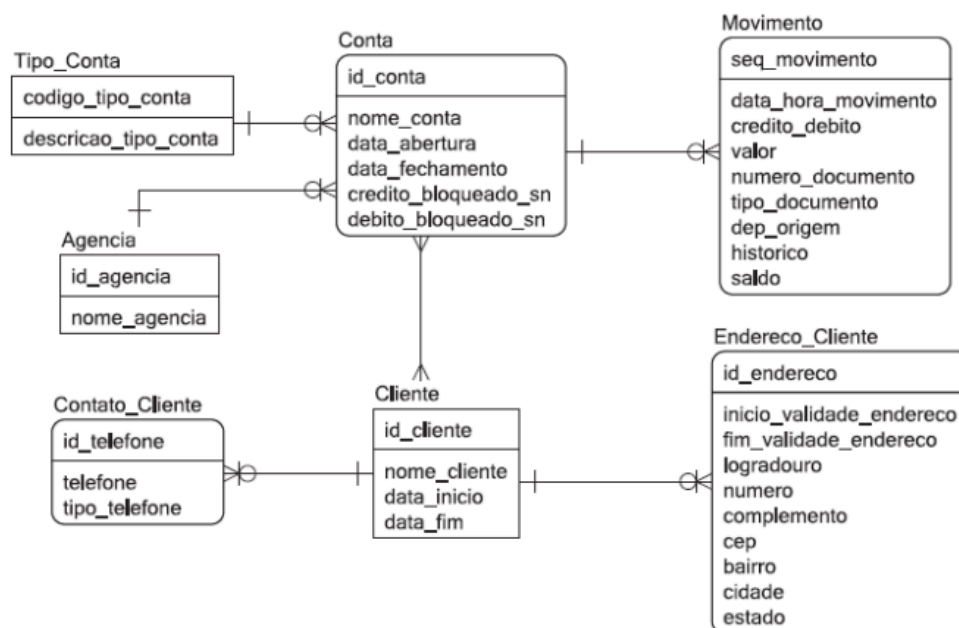 Tipo_Conta
codigo_tipo_conta
descricao_tipo_conta
Conta
id_conta
nome_conta
data_abertura
data_fechamento
credito_bloqueado_sn
debito_bloqueado_sn
Movimento
seq_movimento
data_hora_movimento
credito_debito
valor
numero_documento
tipo_documento
dep_origem
historico
saldo
Agencia
id_agencia
nome_agencia
Contato_Cliente
id_telefone
telefone
tipo_telefone
Cliente
id_cliente
nome_cliente
data_inicio
data_fim
Endereco_Cliente
id_endereco
inicio_validade_endereco
fim_validade_endereco
logradouro
numero
complemento
cep
bairro
cidade
estado